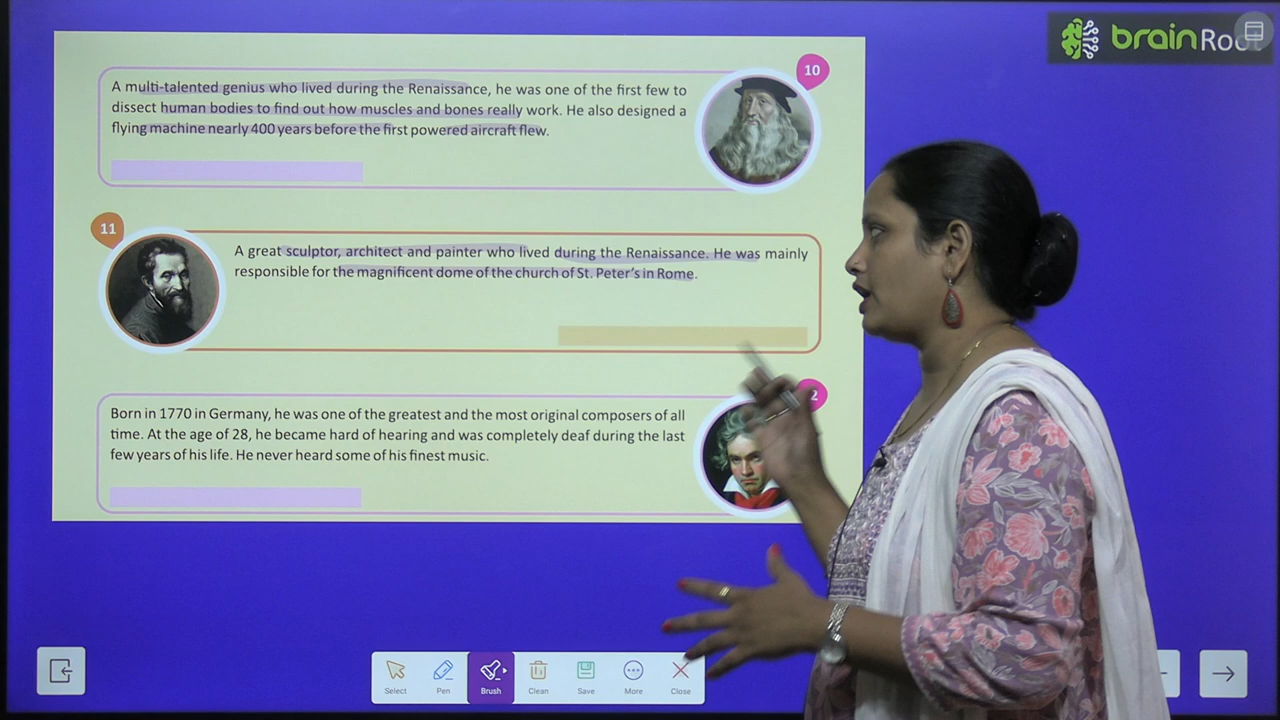 brainRoot
10
A multi-talented genius who lived during the Renaissance, he was one of the first few to
dissect human bodies to find out how muscles and bones really work. He also designed a
flying machine nearly 400 years before the first powered aircraft flew.
11
A great sculptor, architect and painter who lived during the Renaissance. He was mainly
responsible for the magnificent dome of the church of St. Peter's in Rome.
Born in 1770 in Germany, he was one of the greatest and the most original composers of all
time. At the age of 28, he became hard of hearing and was completely deaf during the last
few years of his life. He never heard some of his finest music.
Select Pen Brush Clean Save More Close